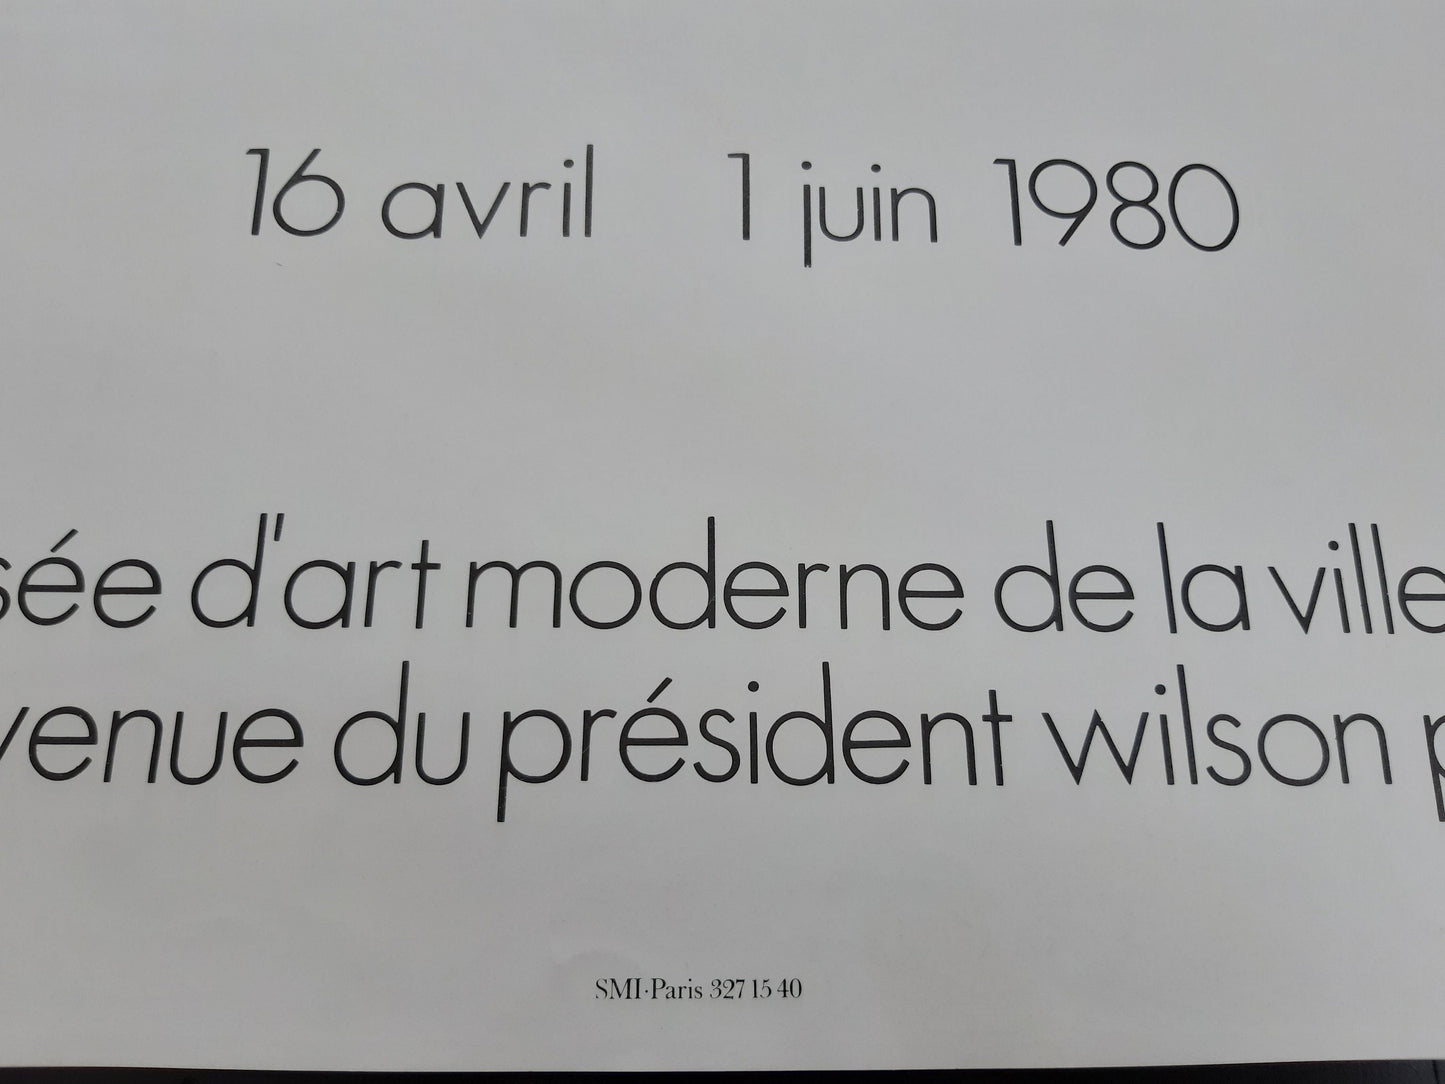 16 avril 1 juin 1980
sée d'art moderne de la ville
venue du président wilson p
SMI·Paris 327 15 40